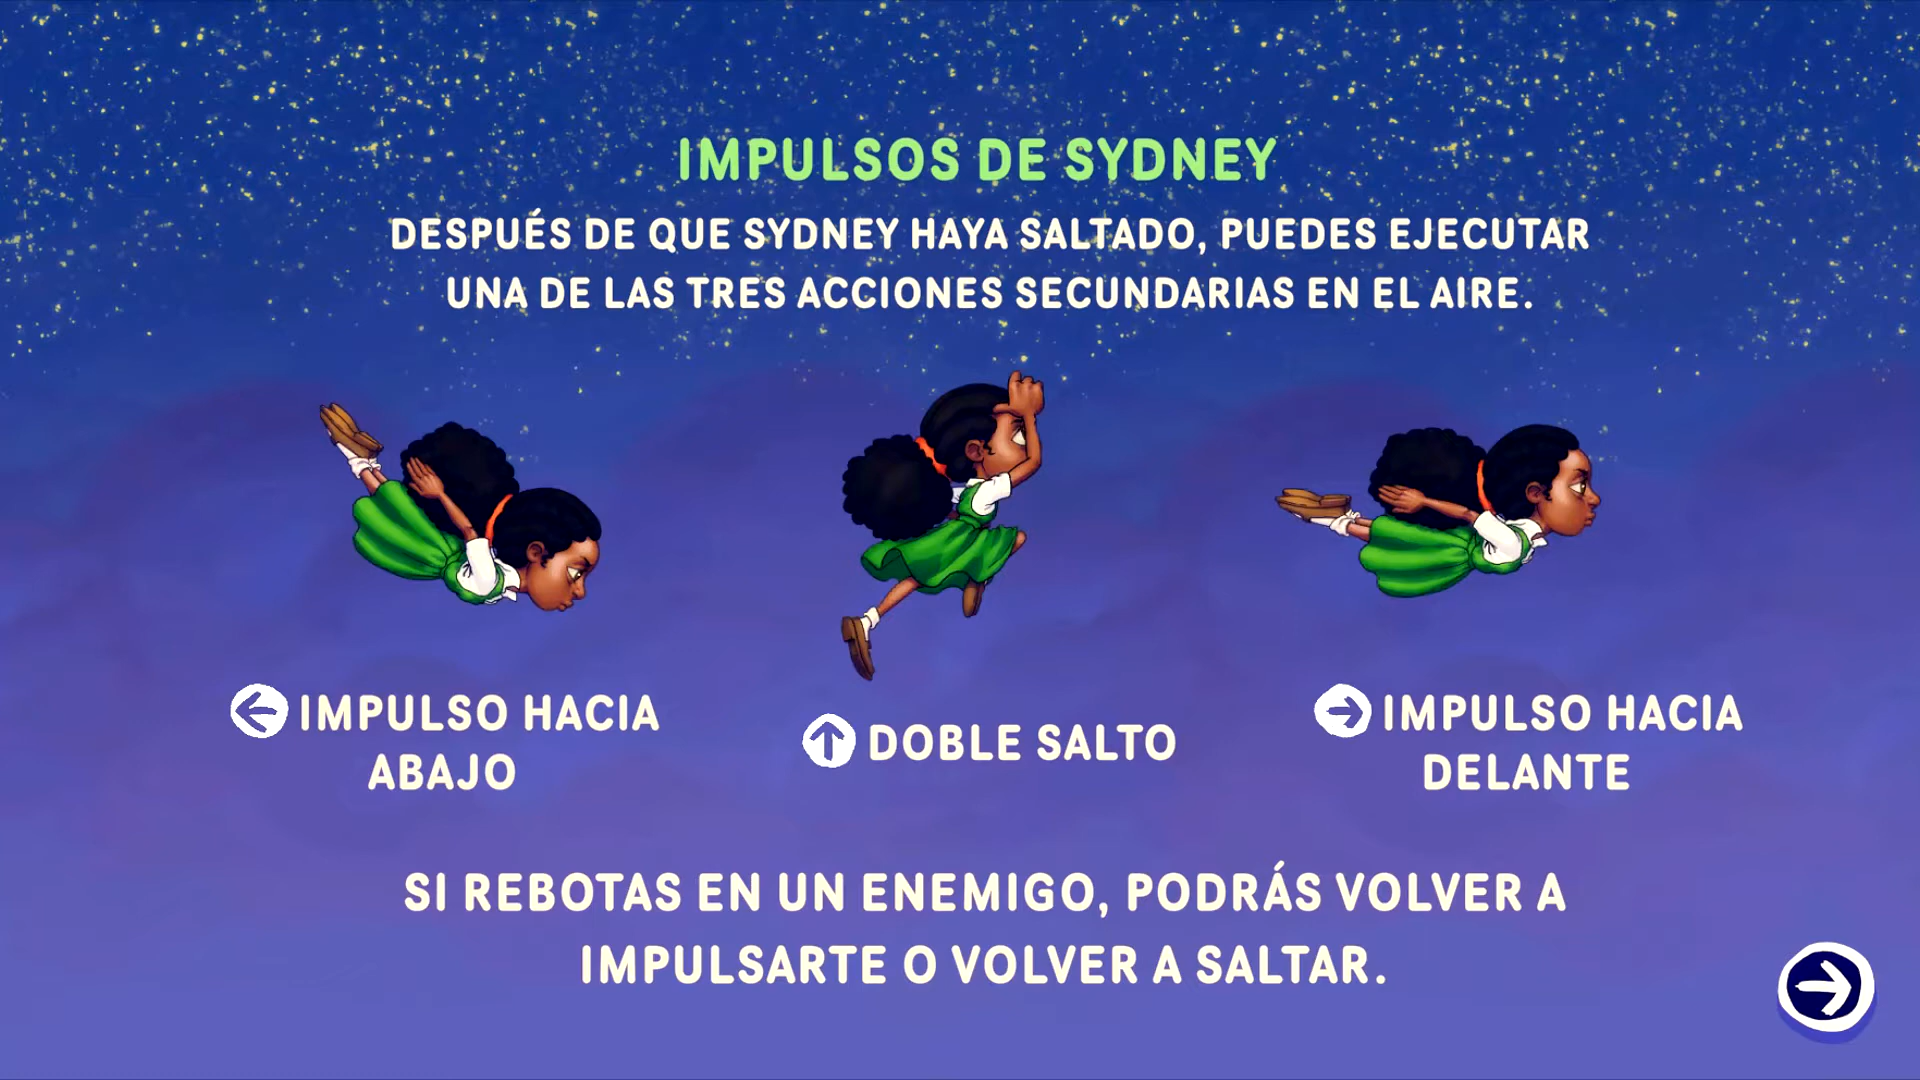 IMPULSOS DE SYDNEY
DESPUÉS DE QUE SYDNEY HAYA SALTADO, PUEDES EJECUTAR
UNA DE LAS TRES ACCIONES SECUNDARIAS EN EL AIRE.
IMPULSO HACIA
ABAJO
DOBLE SALTO
IMPULSO HACIA
DELANTE
SI REBOTAS EN UN ENEMIGO, PODRÁS VOLVER A
IMPULSARTE O VOLVER A SALTAR.